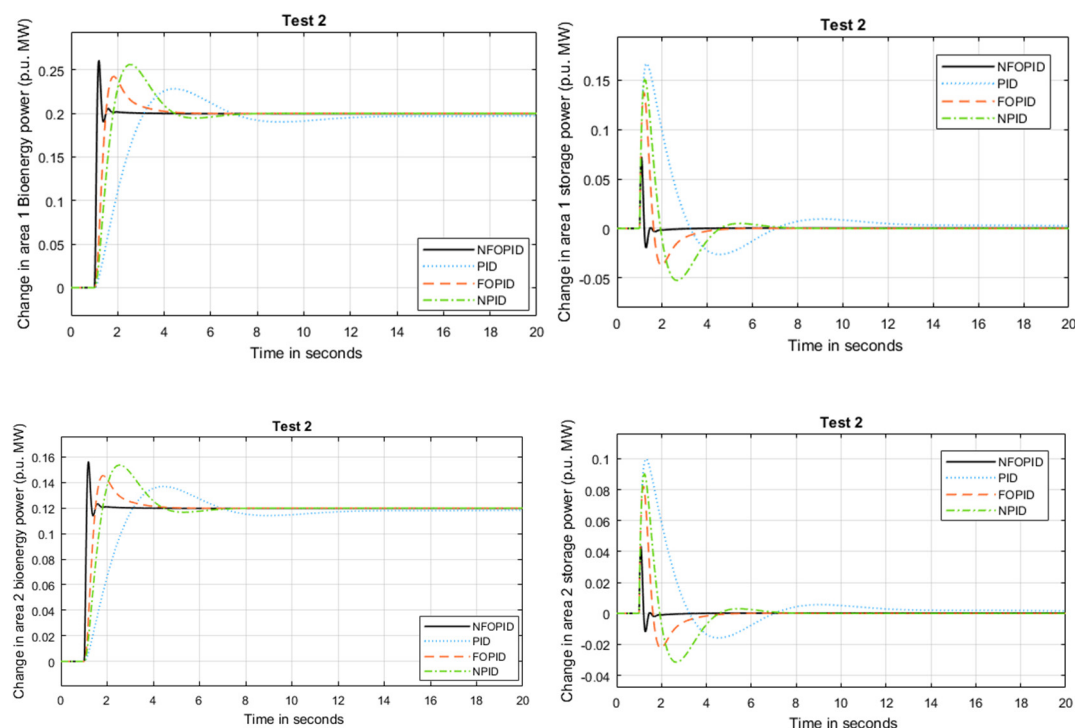 Test 2
Change in area 1 Bioenergy power (p.u. MW)
0.25
0.2
0.15
0.1
0.05
0
0 2 4 6 8 10 12 14 16 18 20
Time in seconds
NFOPID
PID
FOPID
NPID
Test 2
Change in area 1 storage power (p.u. MW)
0.15
0.1
0.05
0
-0.05
0 2 4 6 8 10 12 14 16 18 20
Time in seconds
NFOPID
PID
FOPID
NPID
Test 2
Change in area 2 bioenergy power (p.u. MW)
0.16
0.14
0.12
0.1
0.08
0.06
0.04
0.02
0
0 2 4 6 8 10 12 14 16 18 20
Time in seconds
NFOPID
PID
FOPID
NPID
Test 2
Change in area 2 storage power (p.u. MW)
0.1
0.08
0.06
0.04
0.02
0
-0.02
-0.04
0 2 4 6 8 10 12 14 16 18 20
Time in seconds
NFOPID
PID
FOPID
NPID